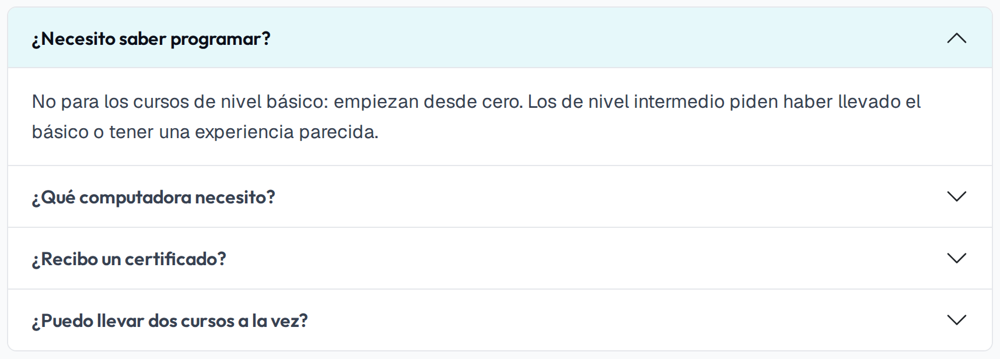 ¿Necesito saber programar?
No para los cursos de nivel básico: empiezan desde cero. Los de nivel intermedio piden haber llevado el
básico o tener una experiencia parecida.
¿Qué computadora necesito?
¿Recibo un certificado?
¿Puedo llevar dos cursos a la vez?